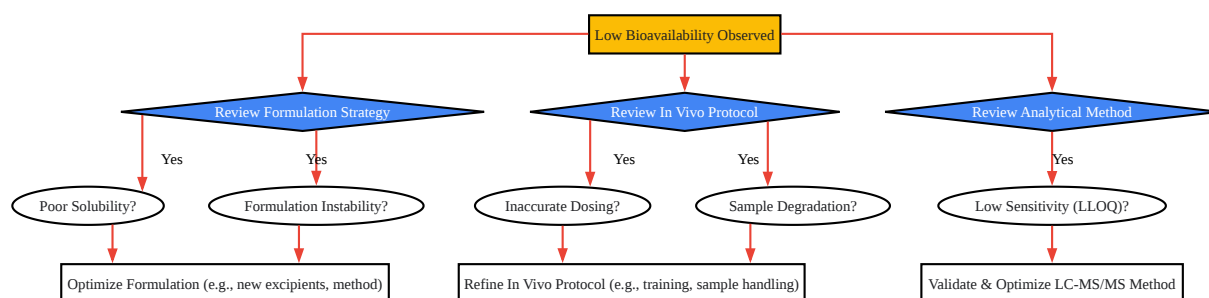 Low Bioavailability Observed
Review Formulation Strategy
Review In Vivo Protocol
Review Analytical Method
Yes
Yes
Yes
Yes
Yes
Poor Solubility?
Formulation Instability?
Inaccurate Dosing?
Sample Degradation?
Low Sensitivity (LLOQ)?
Optimize Formulation (e.g., new excipients, method)
Refine In Vivo Protocol (e.g., training, sample handling)
Validate & Optimize LC-MS/MS Method